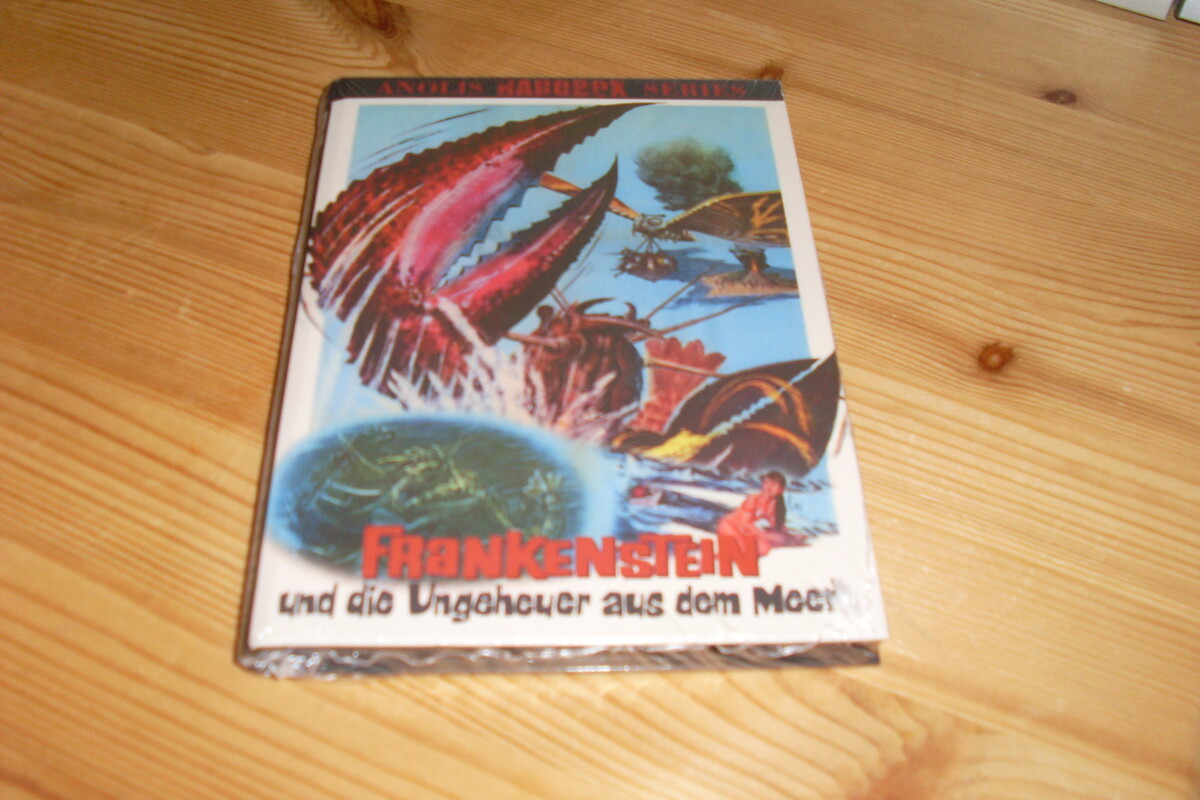 ANOLIS HARDBOX SERIES
FRANKENSTEIN
und die Ungeheuer aus dem Meer